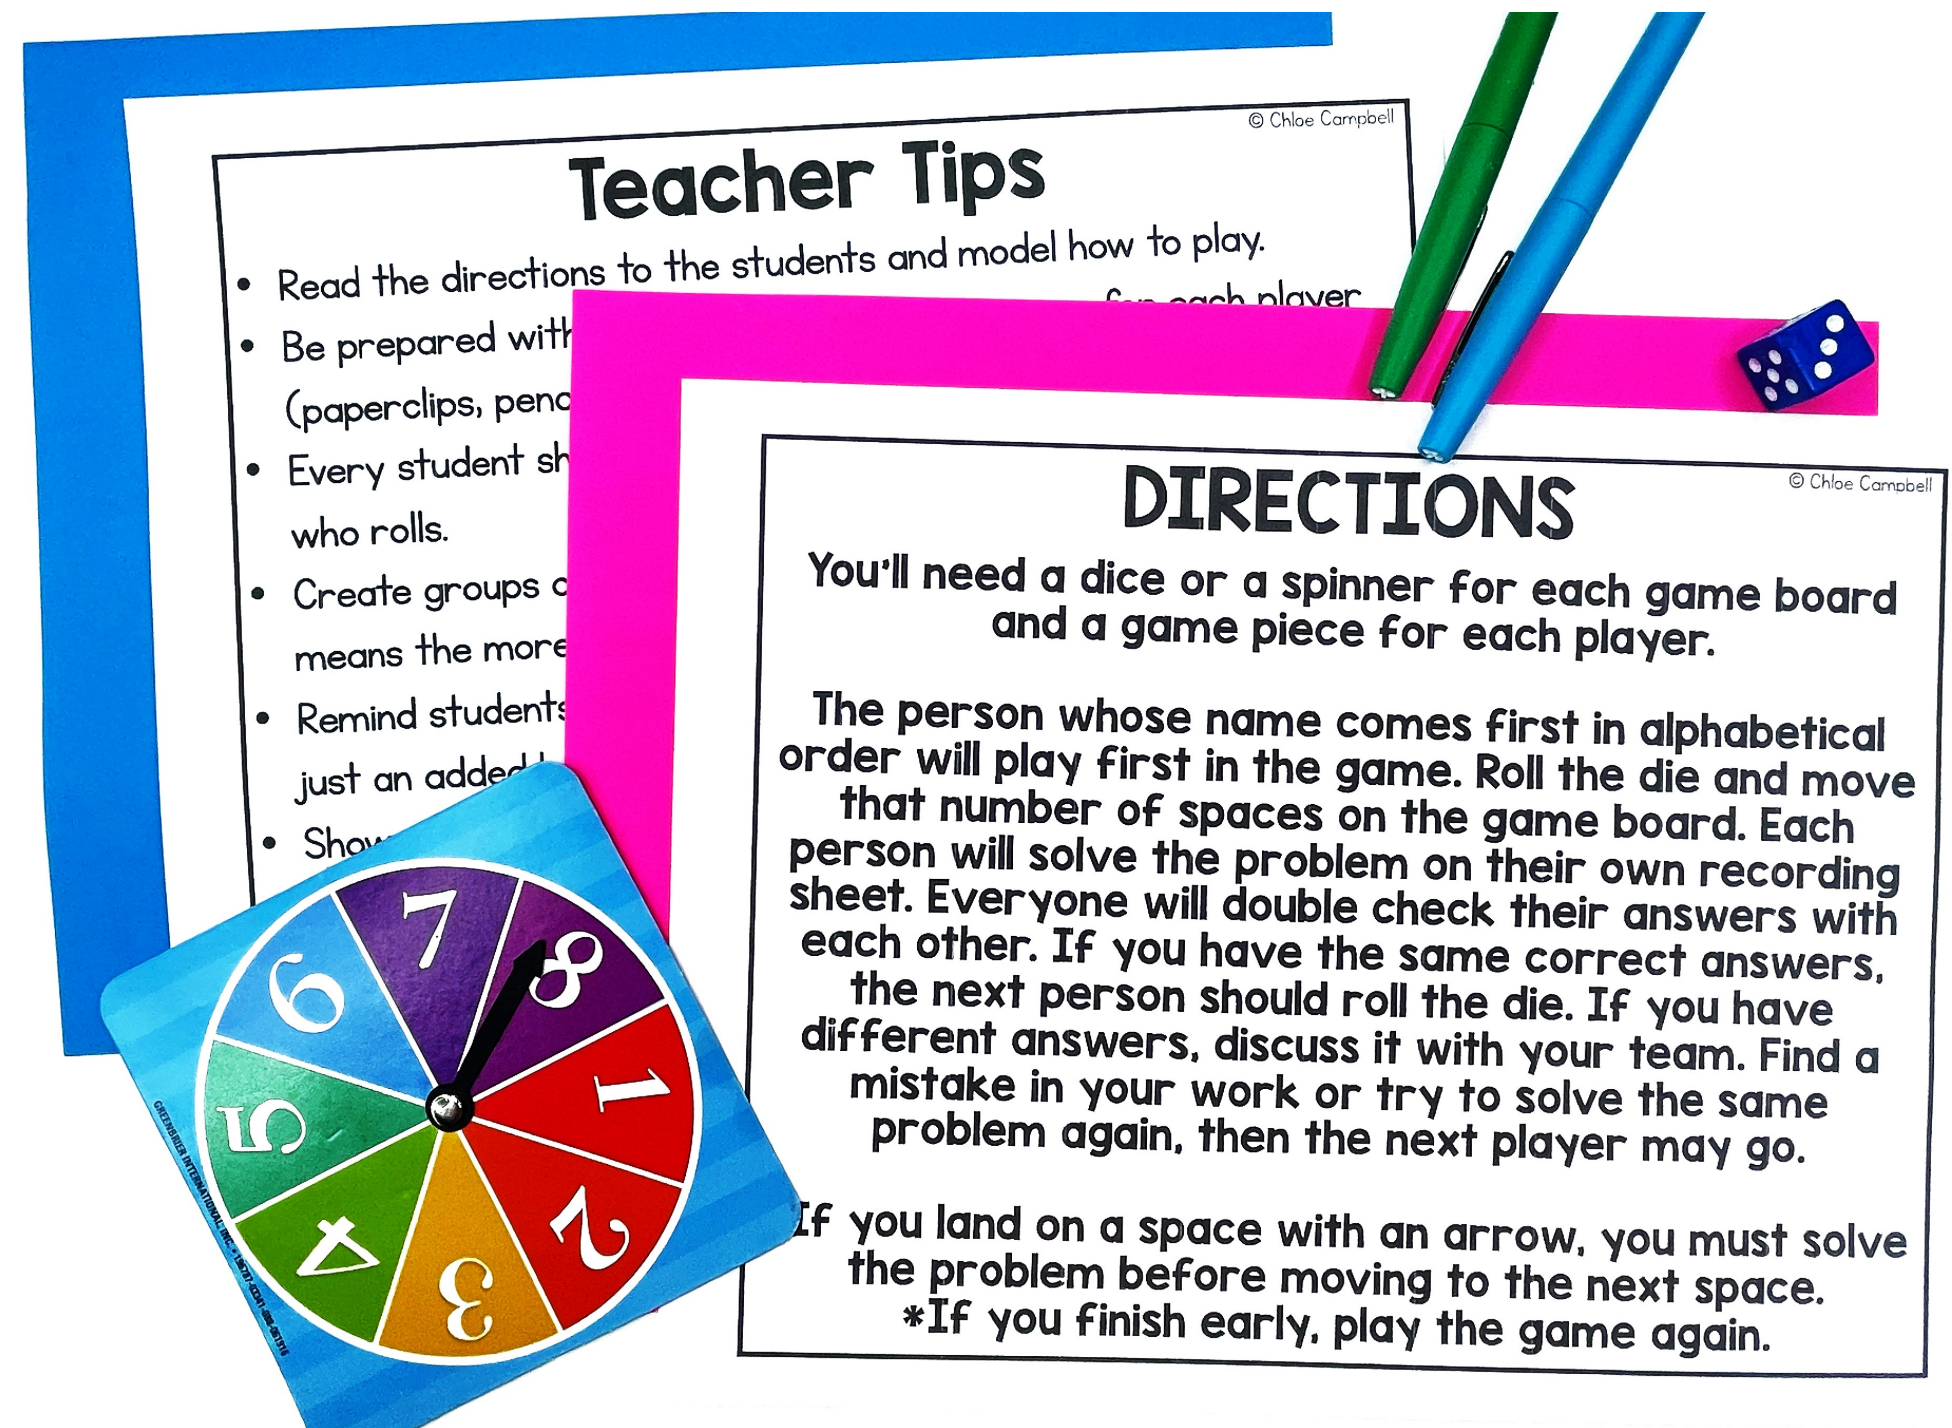 © Chloe Campbell
Teacher Tips
• Read the directions to the students and model how to play.
• Be prepared with
for each player
(paperclips, penc
• Every student sh
who rolls.
• Create groups
means the more
• Remind students
just an added
• Show
© Chloe Campbell
DIRECTIONS
You'll need a dice or a spinner for each game board
and a game piece for each player.
The person whose name comes first in alphabetical
order will play first in the game. Roll the die and move
that number of spaces on the game board. Each
person will solve the problem on their own recording
sheet. Everyone will double check their answers with
each other. If you have the same correct answers,
the next person should roll the die. If you have
different answers, discuss it with your team. Find a
mistake in your work or try to solve the same
problem again, then the next player may go.
If you land on a space with an arrow, you must solve
the problem before moving to the next space.
*If you finish early, play the game again.
7
8
1
2
3
4
5
6
GREENBRIER INTERNATIONAL, INC.